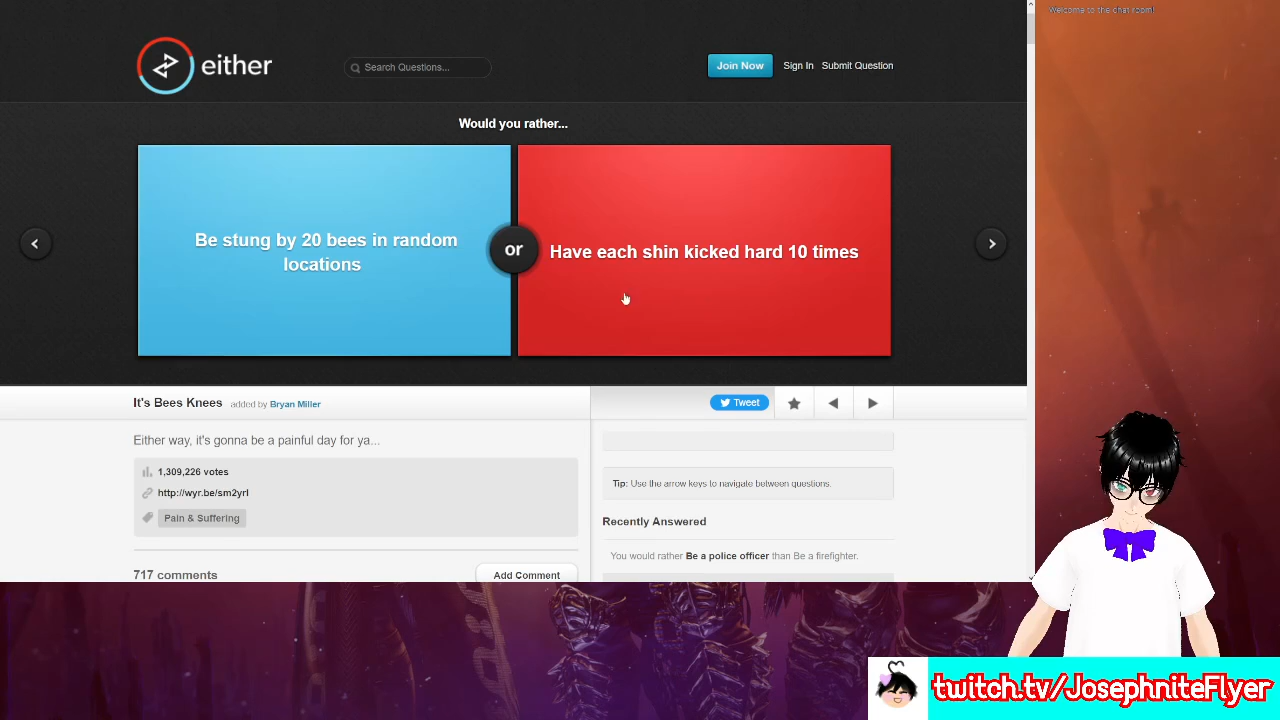 Welcome to the chat room!
either
Search Questions...
Join Now
Sign In
Submit Question
Would you rather...
Be stung by 20 bees in random
locations
or
Have each shin kicked hard 10 times
It's Bees Knees
added by Bryan Miller
Tweet
Either way, it's gonna be a painful day for ya...
1,309,226 votes
http://wyr.be/sm2yrI
Pain & Suffering
Tip: Use the arrow keys to navigate between questions.
Recently Answered
You would rather Be a police officer than Be a firefighter.
717 comments
Add Comment
twitch.tv/JosephniteFlyer